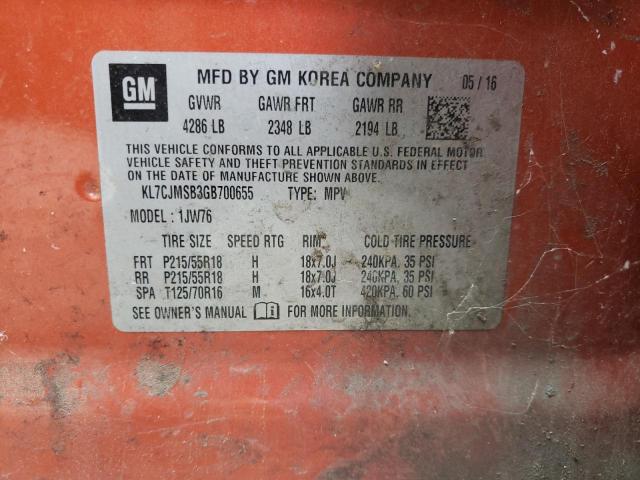 GM
MFD BY GM KOREA COMPANY 05/16
GVWR GAWR FRT GAWR RR
4286 LB 2348 LB 2194 LB
THIS VEHICLE CONFORMS TO ALL APPLICABLE U.S. FEDERAL MOTOR
VEHICLE SAFETY AND THEFT PREVENTION STANDARDS IN EFFECT
ON THE DATE OF MANUFACTURE SHOWN ABOVE.
KL7CJMSB3GB700655 TYPE: MPV
MODEL: 1JW76
TIRE SIZE SPEED RTG RIM COLD TIRE PRESSURE
FRT P215/55R18 H 18x7.0J 240KPA, 35 PSI
RR P215/55R18 H 18x7.0J 240KPA, 35 PSI
SPA T125/70R16 M 16x4.0T 420KPA, 60 PSI
SEE OWNER'S MANUAL FOR MORE INFORMATION.